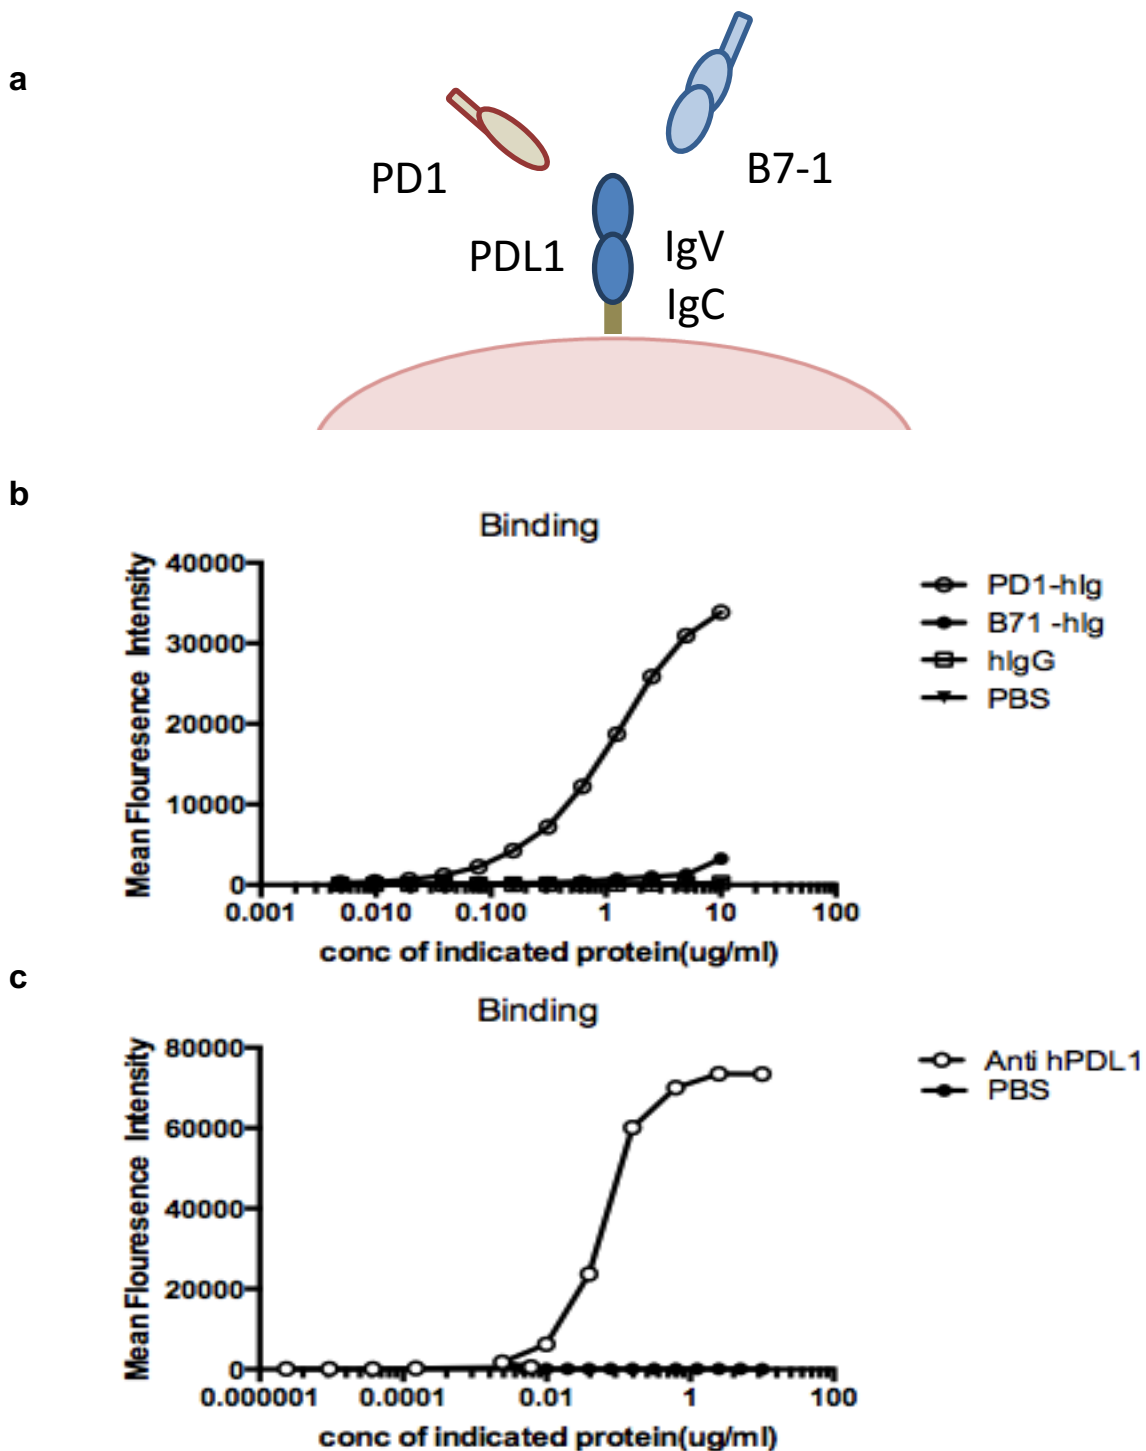 a
PD1
B7-1
PDL1
IgV
IgC
b
Binding
Mean Flouresence Intensity
40000
30000
20000
10000
0
0.001
0.010
0.100
1
10
100
conc of indicated protein(ug/ml)
PD1-hIg
B71 -hIg
hIgG
PBS
c
Binding
Mean Flouresence Intensity
80000
60000
40000
20000
0
0.000001
0.0001
0.01
1
100
conc of indicated protein(ug/ml)
Anti hPDL1
PBS